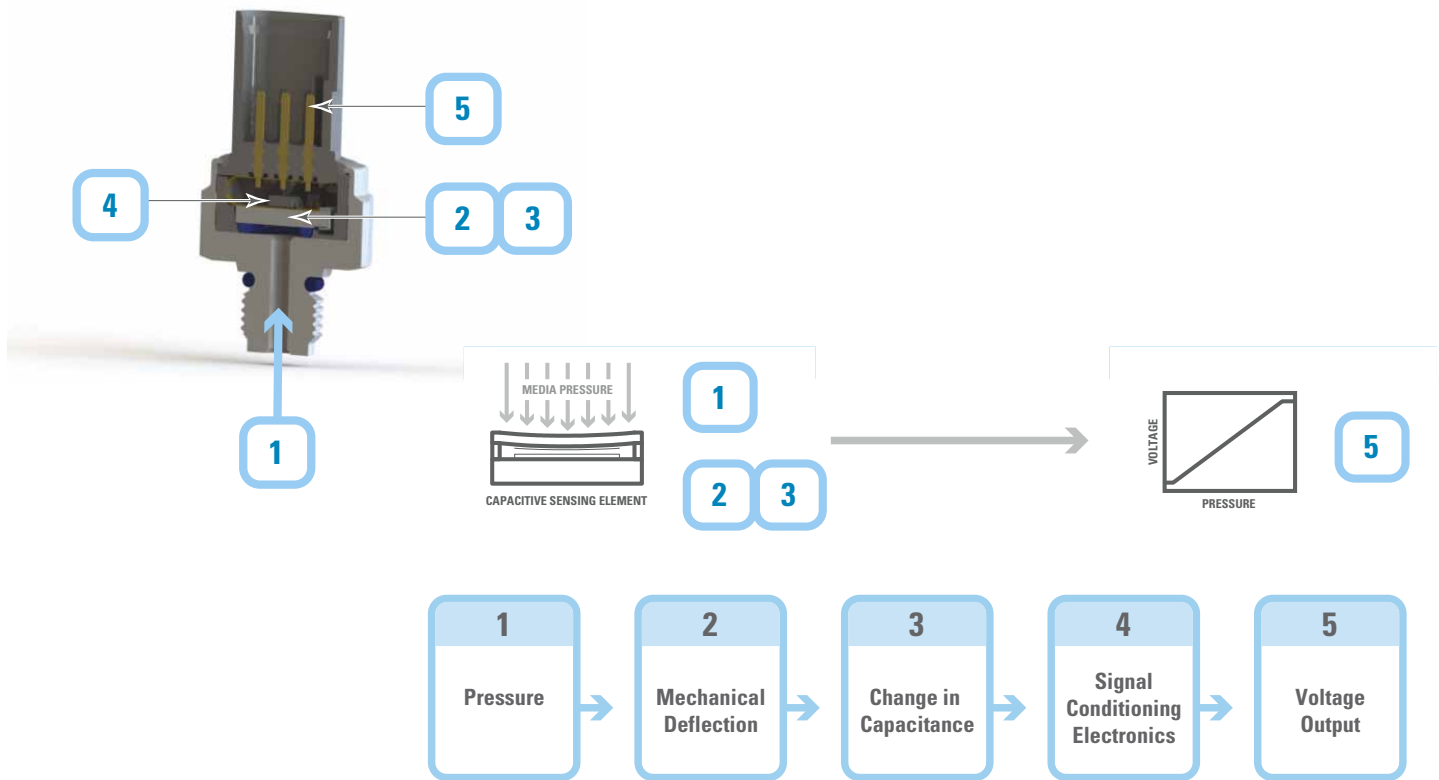 5
4
2 3
1
MEDIA PRESSURE
CAPACITIVE SENSING ELEMENT
1
2 3
VOLTAGE
PRESSURE
5
1
Pressure
2
Mechanical
Deflection
3
Change in
Capacitance
4
Signal
Conditioning
Electronics
5
Voltage
Output